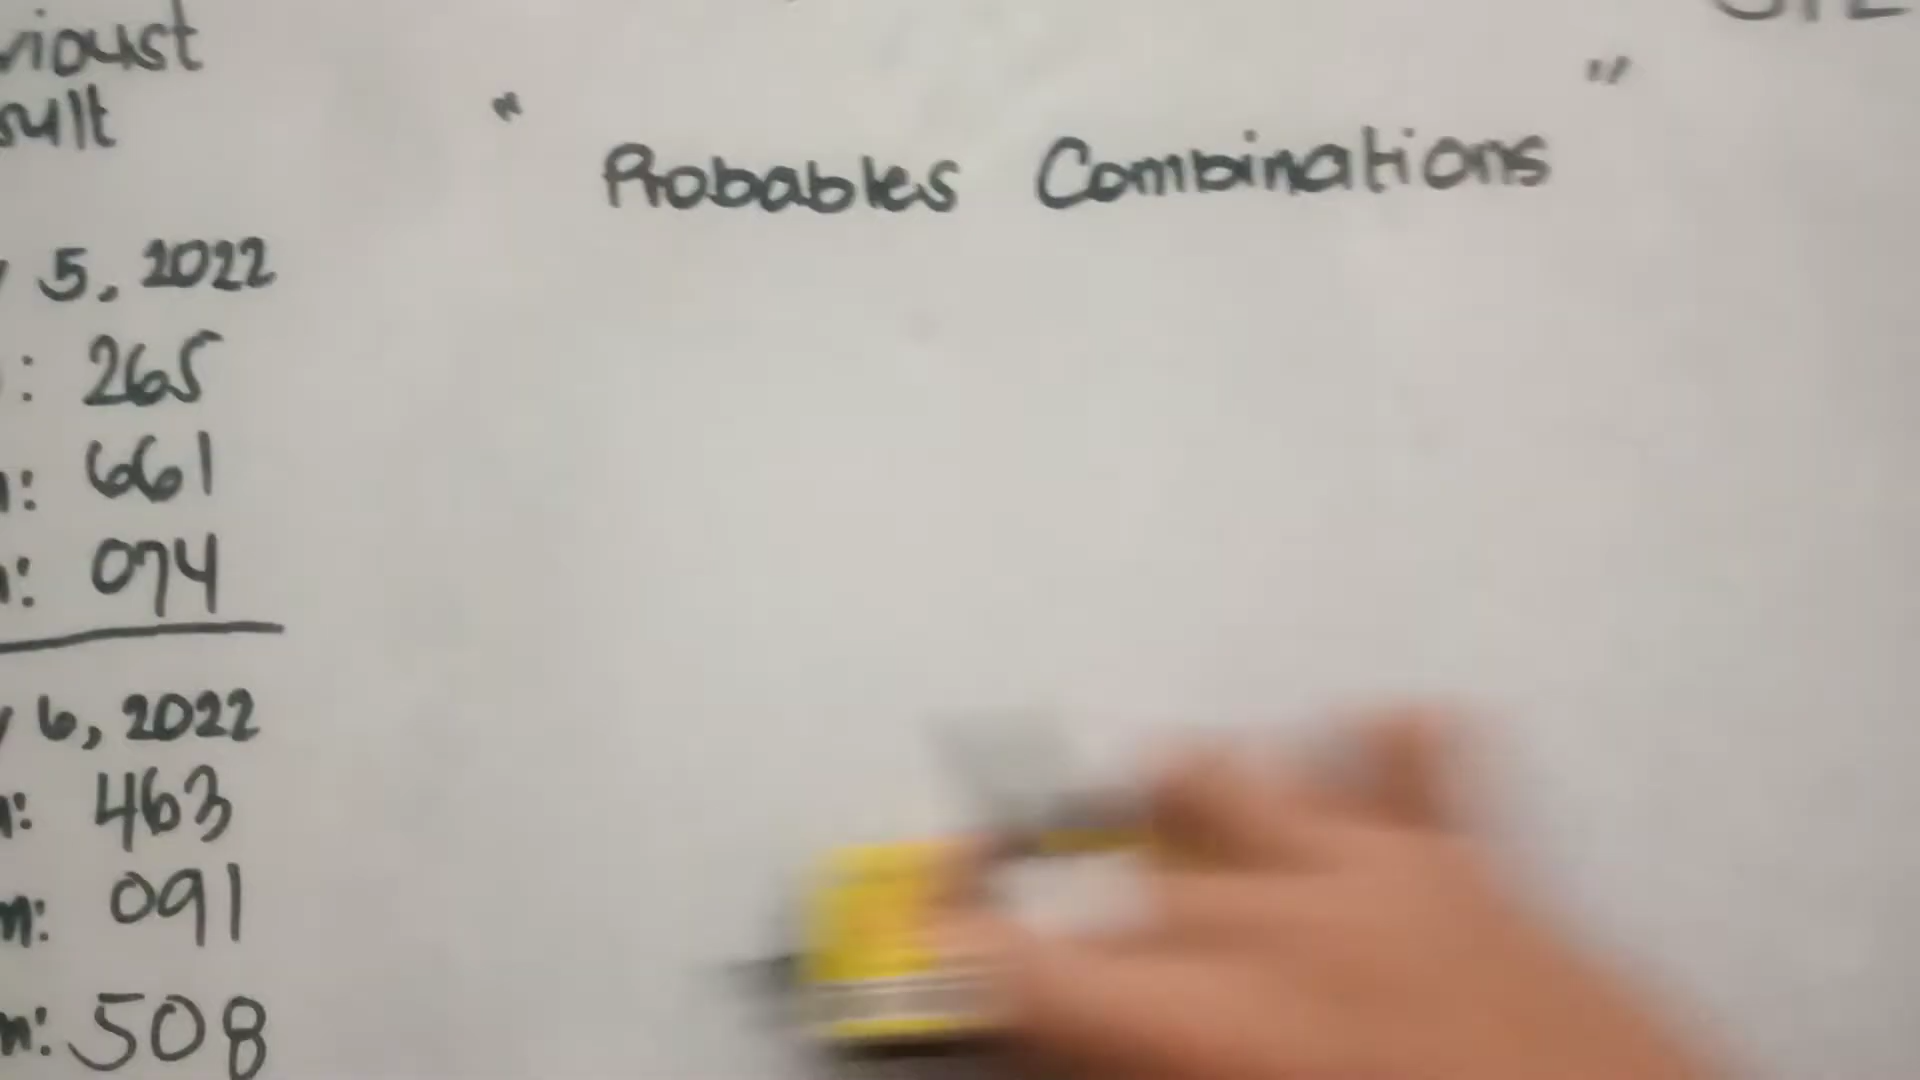 vioust
sult
" Probables Combinations "
5, 2022
: 265
: 661
: 074
6, 2022
: 463
m: 091
m: 508